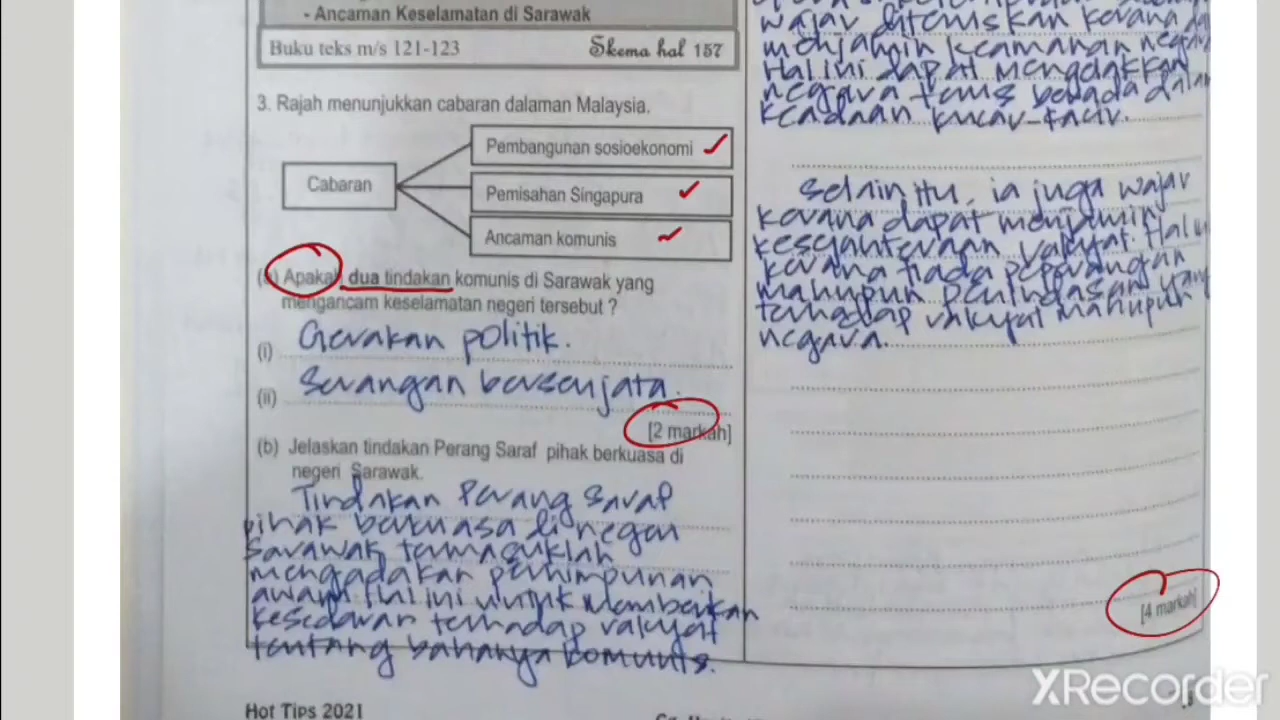 - Ancaman Keselamatan di Sarawak
Buku teks m/s 121-123 Skema hal 157
3. Rajah menunjukkan cabaran dalaman Malaysia.
Cabaran
Pembangunan sosioekonomi
Pemisahan Singapura
Ancaman komunis
(a) Apakah dua tindakan komunis di Sarawak yang
mengancam keselamatan negeri tersebut ?
(i) Gerakan politik.
(ii) Serangan bersenjata.
[2 markah]
(b) Jelaskan tindakan Perang Saraf pihak berkuasa di
negeri Sarawak.
Tindakan Perang Saraf
pihak berkuasa di negeri
Sarawak termasuklah
mengadakan perhimpunan
awam. Hal ini untuk memberikan
kesedaran terhadap rakyat
tentang bahanya komunis.
Hot Tips 2021
wajar diteruskan kerana
menjamin keamanan negara
Hal ini dapat mengelakkan
negara terus berada dalam
keadaan kucar-kacir.
Selain itu, ia juga wajar
kerana dapat menjamin
kesejahteraan rakyat. Hal
kerana tiada peperangan
mahupun penindasan yang
terhadap rakyat mahupun
negara.
[4 markah]
XRecorder